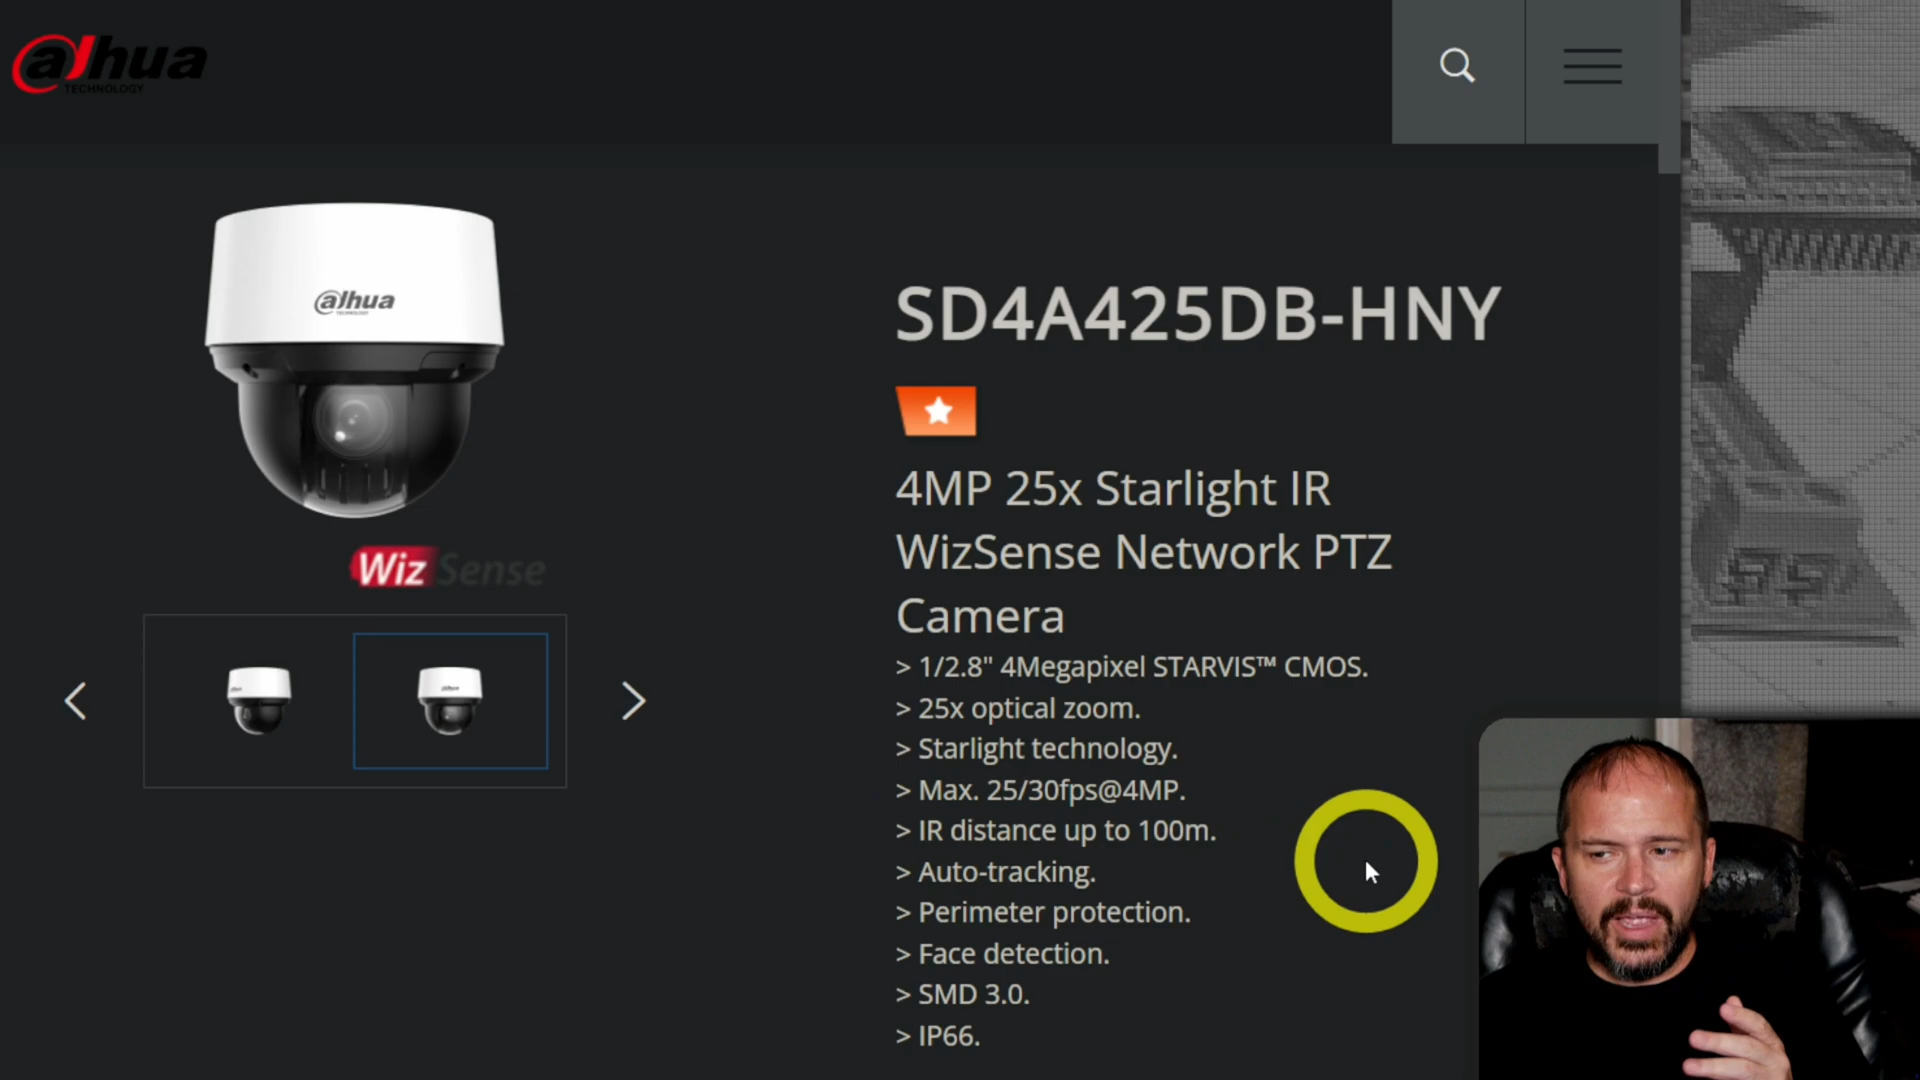 alhua
TECHNOLOGY
alhua
TECHNOLOGY
SD4A425DB-HNY
4MP 25x Starlight IR
WizSense Network PTZ
Camera
> 1/2.8" 4Megapixel STARVIS™ CMOS.
> 25x optical zoom.
> Starlight technology.
> Max. 25/30fps@4MP.
> IR distance up to 100m.
> Auto-tracking.
> Perimeter protection.
> Face detection.
> SMD 3.0.
> IP66.
Wiz Sense